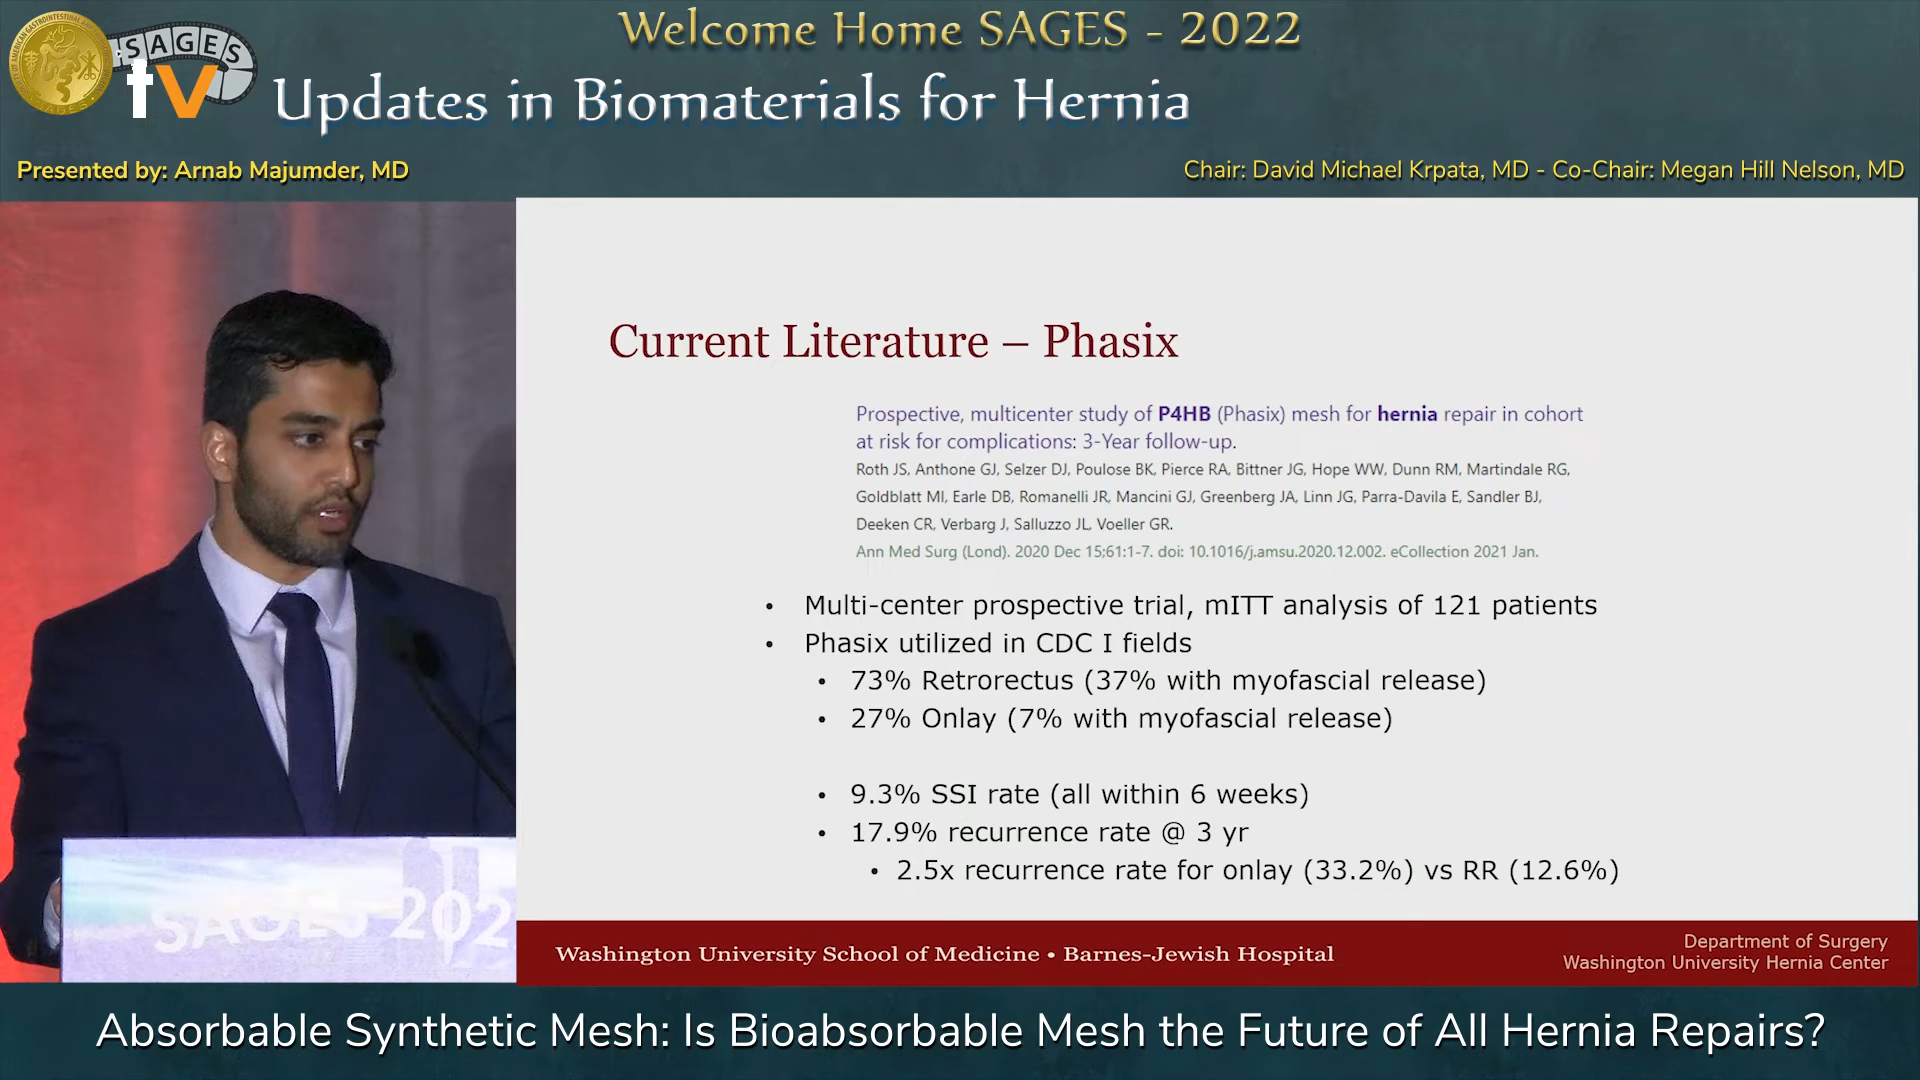 Welcome Home SAGES - 2022
SAGES
tv
Updates in Biomaterials for Hernia
Presented by: Arnab Majumder, MD
Chair: David Michael Krpata, MD - Co-Chair: Megan Hill Nelson, MD
Current Literature – Phasix
Prospective, multicenter study of P4HB (Phasix) mesh for hernia repair in cohort
at risk for complications: 3-Year follow-up.
Roth JS, Anthone GJ, Selzer DJ, Poulose BK, Pierce RA, Bittner JG, Hope WW, Dunn RM, Martindale RG,
Goldblatt MI, Earle DB, Romanelli JR, Mancini GJ, Greenberg JA, Linn JG, Parra-Davila E, Sandler BJ,
Deeken CR, Verbarg J, Salluzzo JL, Voeller GR.
Ann Med Surg (Lond). 2020 Dec 15;61:1-7. doi: 10.1016/j.amsu.2020.12.002. eCollection 2021 Jan.
• Multi-center prospective trial, mITT analysis of 121 patients
• Phasix utilized in CDC I fields
• 73% Retrorectus (37% with myofascial release)
• 27% Onlay (7% with myofascial release)
• 9.3% SSI rate (all within 6 weeks)
• 17.9% recurrence rate @ 3 yr
• 2.5x recurrence rate for onlay (33.2%) vs RR (12.6%)
SAGES 202
Washington University School of Medicine • Barnes-Jewish Hospital
Department of Surgery
Washington University Hernia Center
Absorbable Synthetic Mesh: Is Bioabsorbable Mesh the Future of All Hernia Repairs?